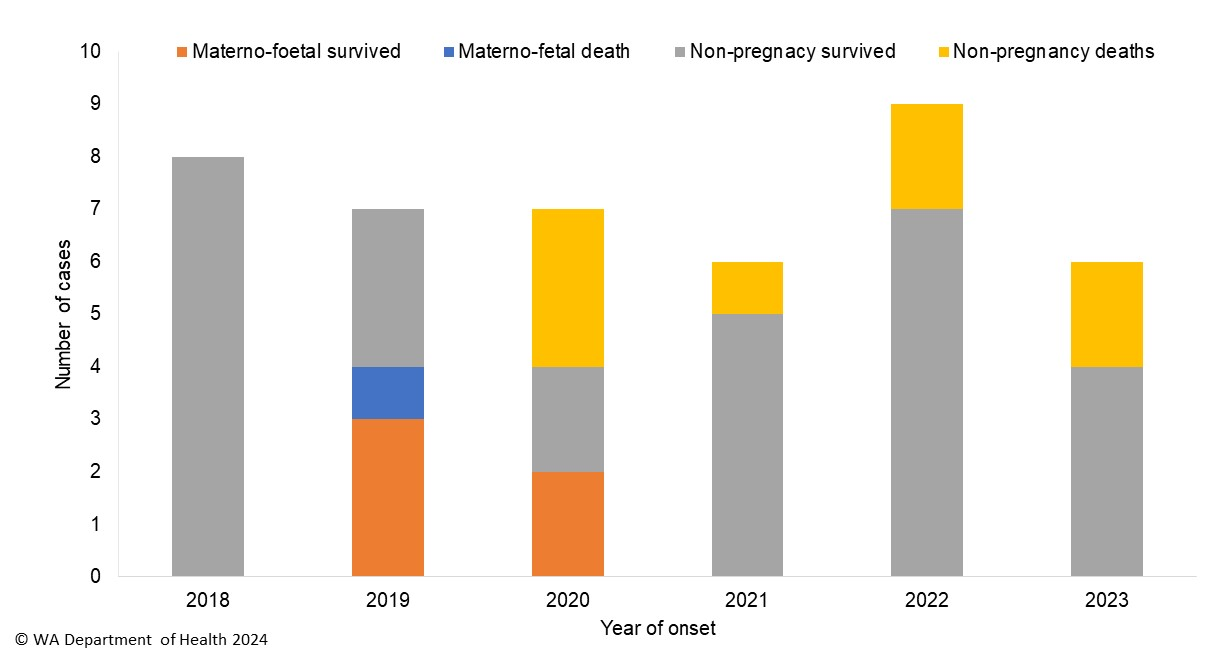 Materno-foetal survived Materno-fetal death Non-pregnacy survived Non-pregnancy deaths
10
9
8
7
6
5
4
3
2
1
0
Number of cases
2018 2019 2020 2021 2022 2023
Year of onset
© WA Department of Health 2024